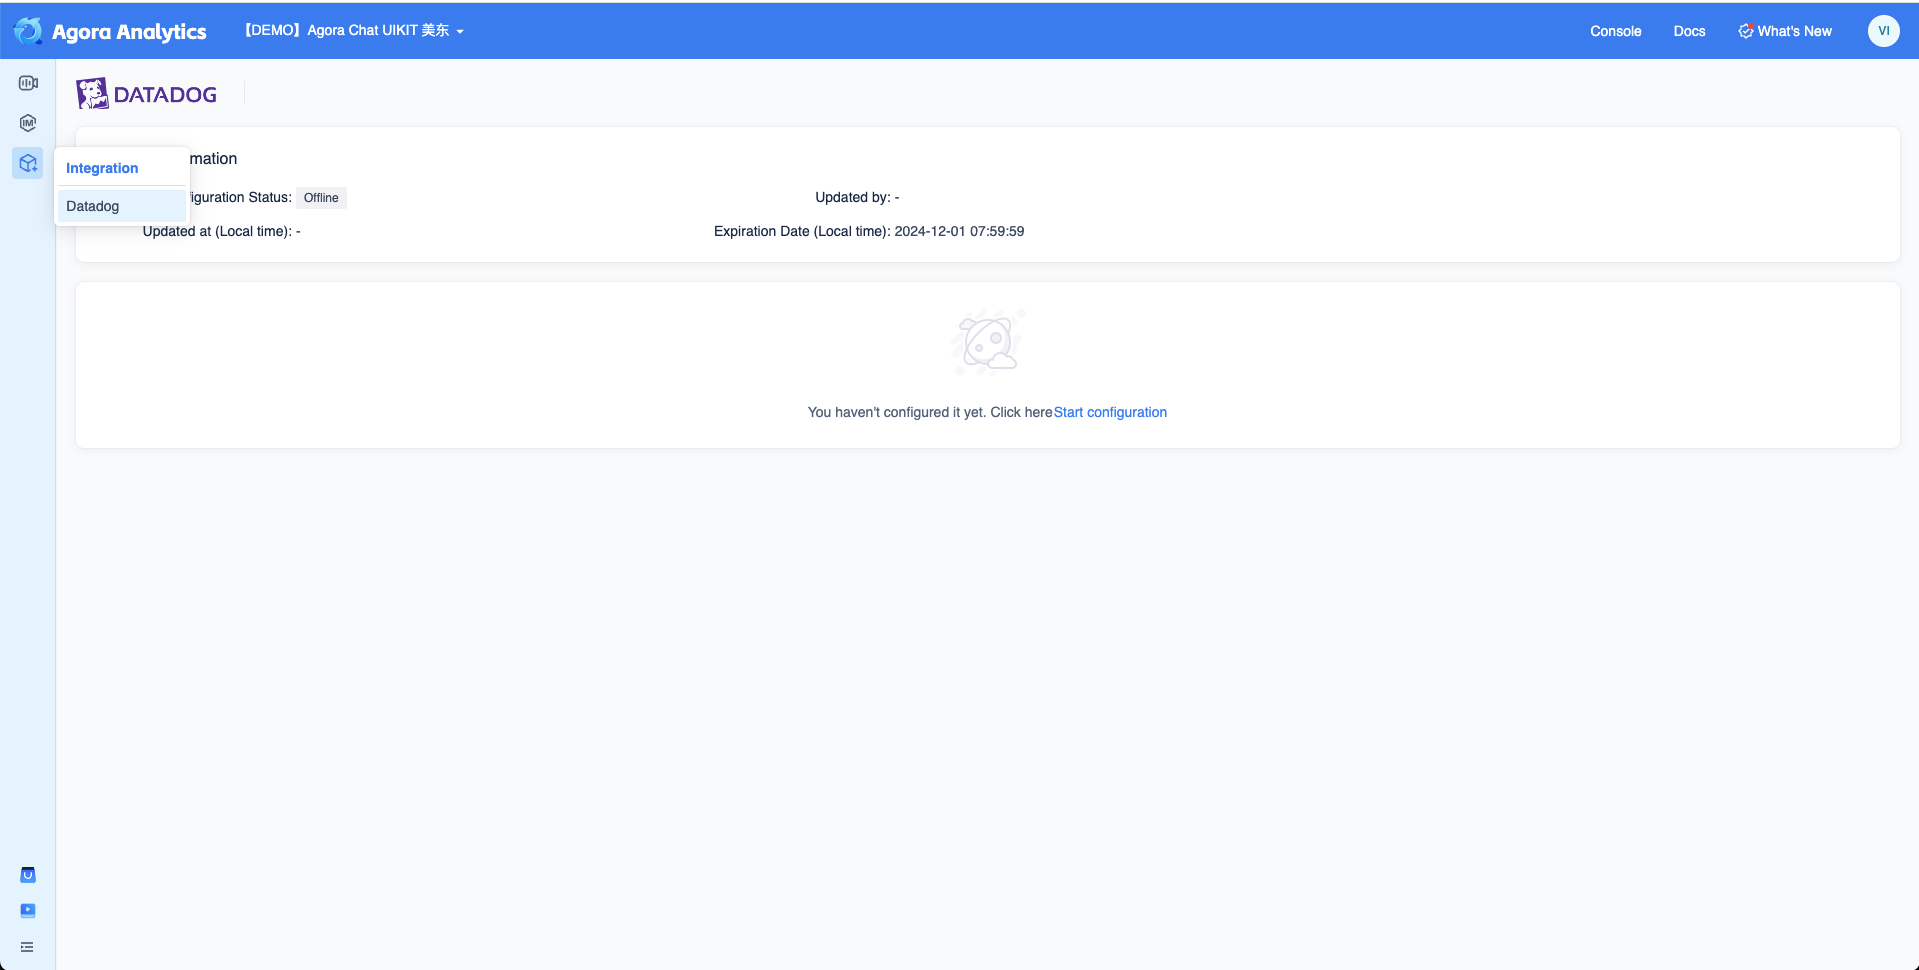 Agora Analytics
【DEMO】Agora Chat UIKIT 美东
Console
Docs
What's New
VI
DATADOG
IM
Integration
Datadog
mation
iguration Status: Offline
Updated by: -
Updated at (Local time): -
Expiration Date (Local time): 2024-12-01 07:59:59
You haven't configured it yet. Click hereStart configuration